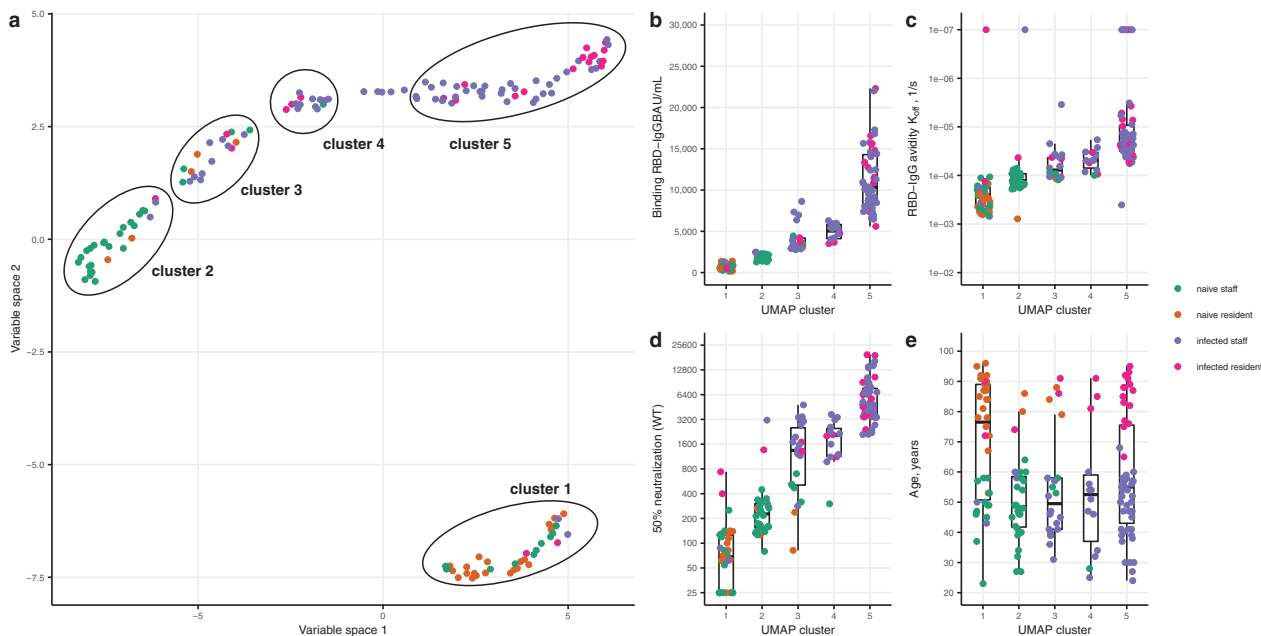 a
5.0
2.5
0.0
−2.5
−5.0
−7.5
−5
0
5
Variable space 2
Variable space 1
cluster 4
cluster 5
cluster 3
cluster 2
cluster 1
b
30,000
25,000
20,000
15,000
10,000
5,000
0
Binding RBD−IgG,BAU/mL
1 2 3 4 5
UMAP cluster
c
1e−07
1e−06
1e−05
1e−04
1e−03
1e−02
RBD−IgG avidity Koff , 1/s
1 2 3 4 5
UMAP cluster
d
25600
12800
6400
3200
1600
800
400
200
100
50
25
50% neutralization (WT)
1 2 3 4 5
UMAP cluster
e
100
90
80
70
60
50
40
30
20
Age, years
1 2 3 4 5
UMAP cluster
naive staff
naive resident
infected staff
infected resident